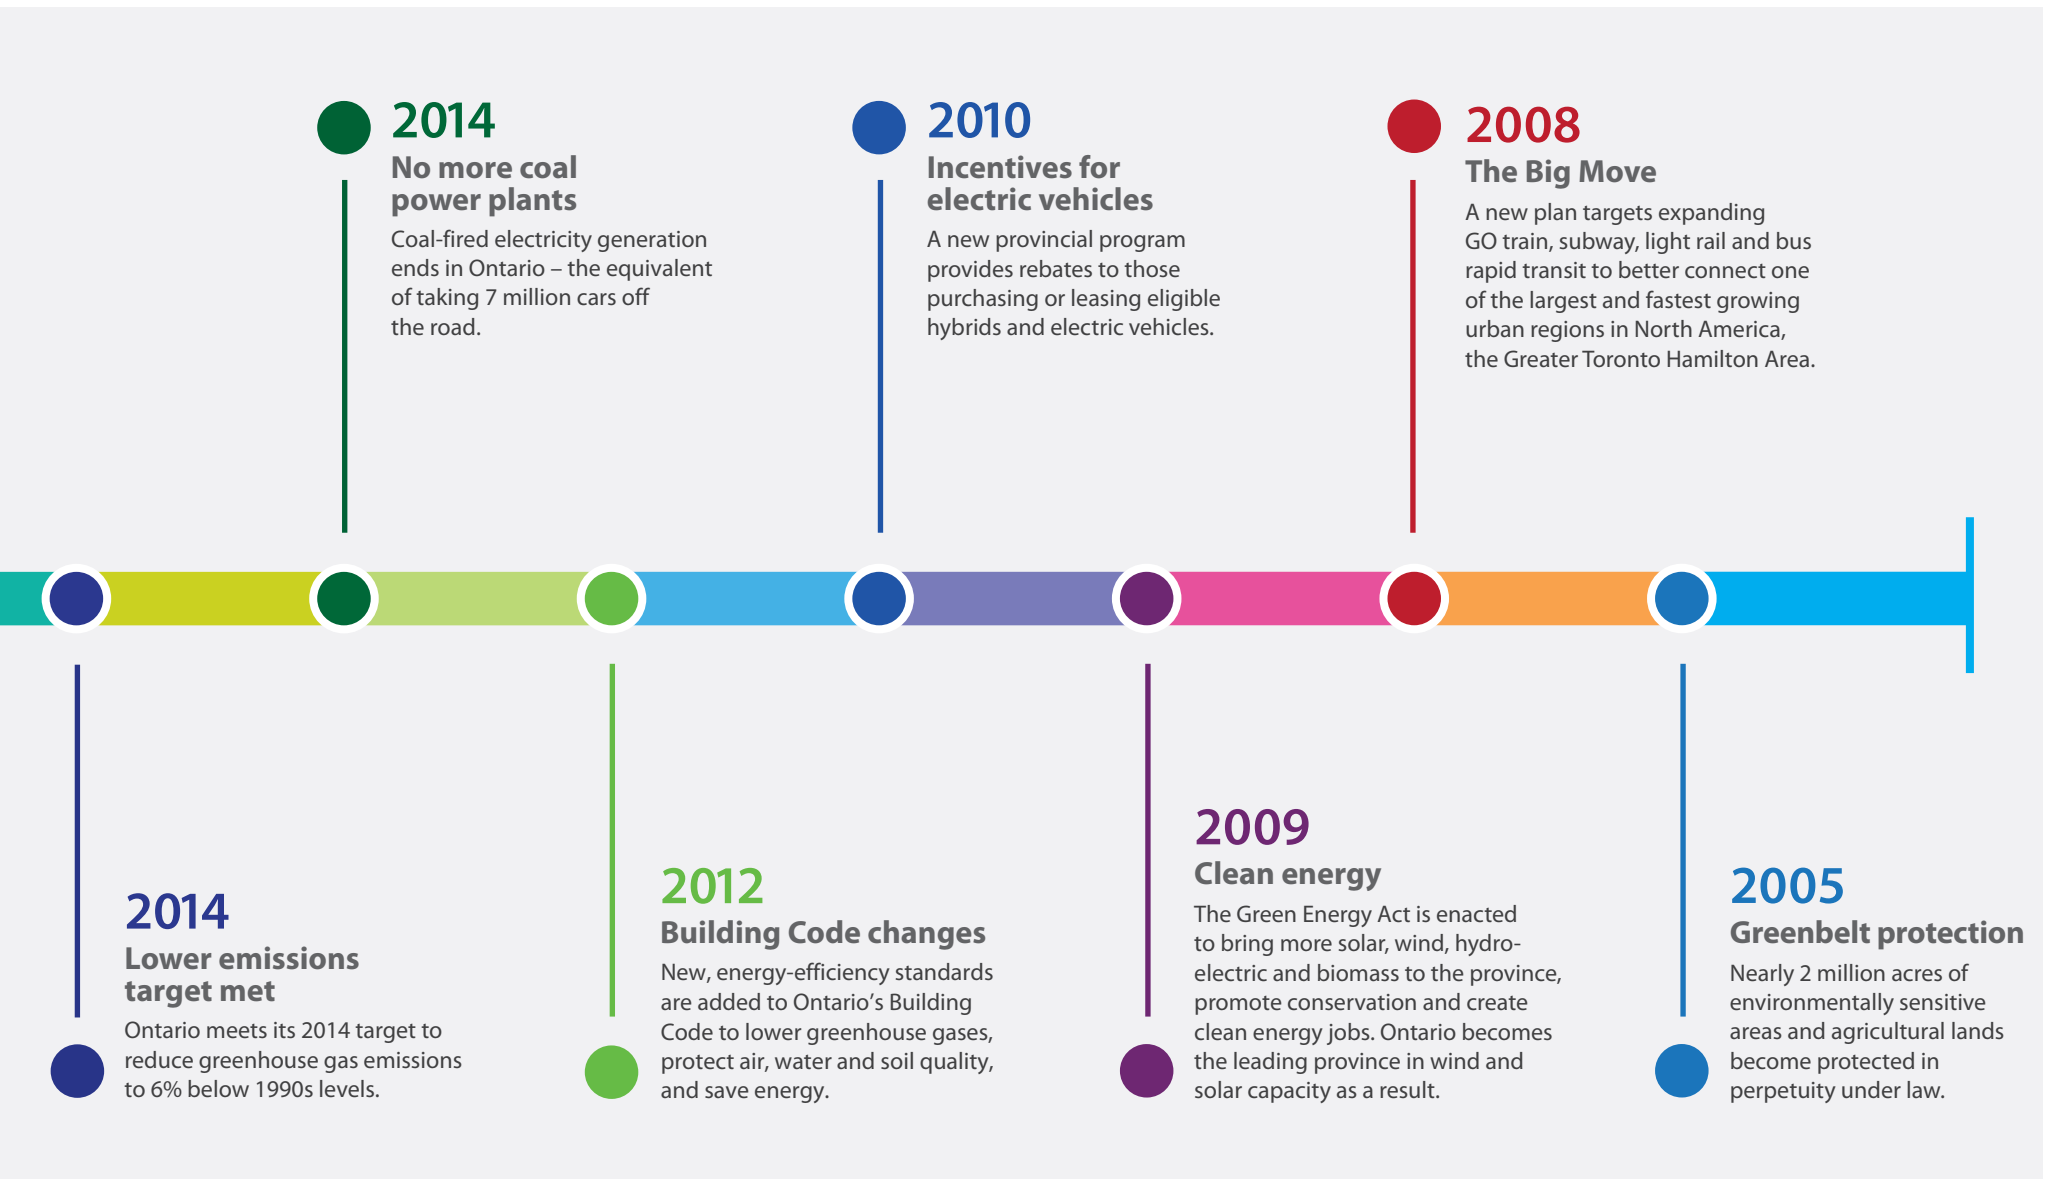 2014
No more coal
power plants
Coal-fired electricity generation
ends in Ontario – the equivalent
of taking 7 million cars off
the road.
2010
Incentives for
electric vehicles
A new provincial program
provides rebates to those
purchasing or leasing eligible
hybrids and electric vehicles.
2008
The Big Move
A new plan targets expanding
GO train, subway, light rail and bus
rapid transit to better connect one
of the largest and fastest growing
urban regions in North America,
the Greater Toronto Hamilton Area.
2014
Lower emissions
target met
Ontario meets its 2014 target to
reduce greenhouse gas emissions
to 6% below 1990s levels.
2012
Building Code changes
New, energy-efficiency standards
are added to Ontario’s Building
Code to lower greenhouse gases,
protect air, water and soil quality,
and save energy.
2009
Clean energy
The Green Energy Act is enacted
to bring more solar, wind, hydro-
electric and biomass to the province,
promote conservation and create
clean energy jobs. Ontario becomes
the leading province in wind and
solar capacity as a result.
2005
Greenbelt protection
Nearly 2 million acres of
environmentally sensitive
areas and agricultural lands
become protected in
perpetuity under law.